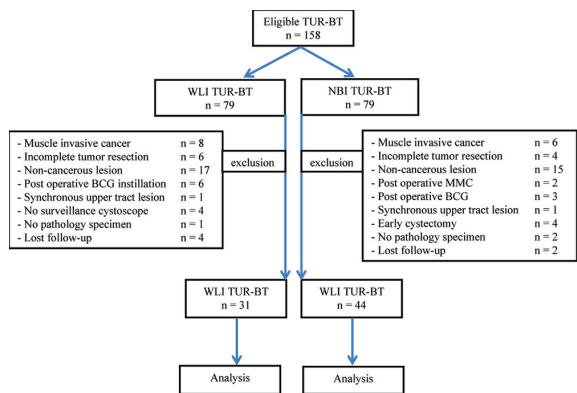 Eligible TUR-BT
n = 158
WLI TUR-BT
n = 79
NBI TUR-BT
n = 79
- Muscle invasive cancer n = 8
- Incomplete tumor resection n = 6
- Non-cancerous lesion n = 17
- Post operative BCG instillation n = 6
- Synchronous upper tract lesion n = 1
- No surveillance cystoscope n = 4
- No pathology specimen n = 1
- Lost follow-up n = 4
exclusion
exclusion
- Muscle invasive cancer n = 6
- Incomplete tumor resection n = 4
- Non-cancerous lesion n = 15
- Post operative MMC n = 2
- Post operative BCG n = 3
- Synchronous upper tract lesion n = 1
- Early cystectomy n = 4
- No pathology specimen n = 2
- Lost follow-up n = 2
WLI TUR-BT
n = 31
WLI TUR-BT
n = 44
Analysis
Analysis